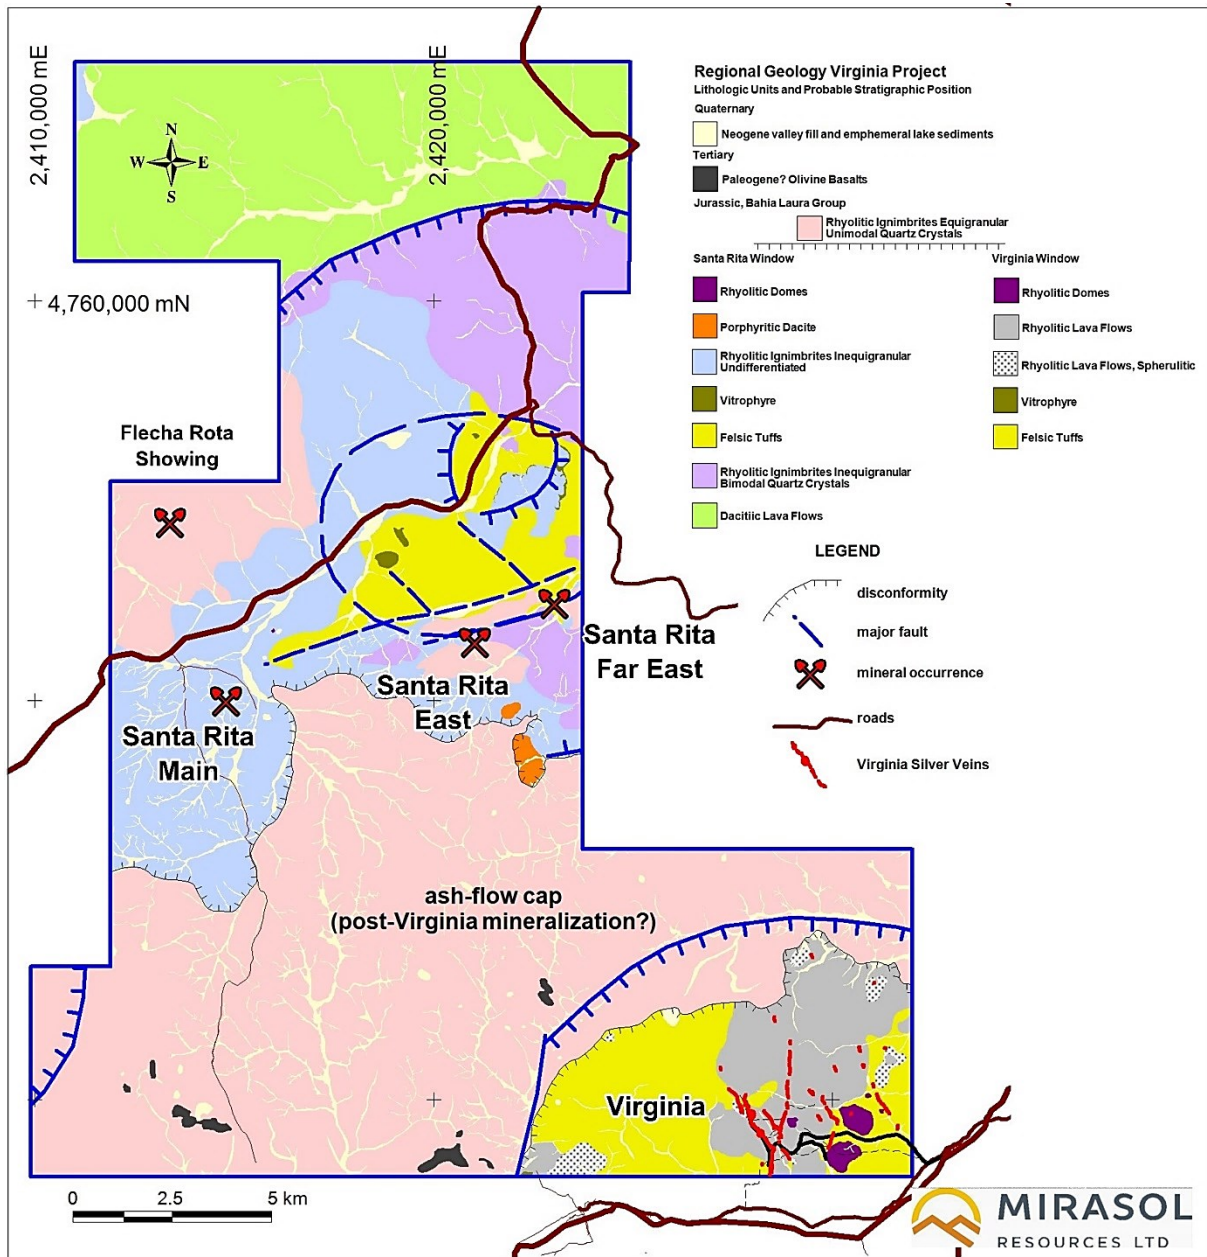 2,410,000 mE
2,420,000 mE
N
W
E
S
4,760,000 mN
Flecha Rota
Showing
Santa Rita
Far East
Santa Rita
East
Santa Rita
Main
ash-flow cap
(post-Virginia mineralization?)
Virginia
0
2.5
5 km
Regional Geology Virginia Project
Lithologic Units and Probable Stratigraphic Position
Quaternary
Neogene valley fill and emphemeral lake sediments
Tertiary
Paleogene? Olivine Basalts
Jurassic, Bahia Laura Group
Rhyolitic Ignimbrites Equigranular
Unimodal Quartz Crystals
Santa Rita Window
Rhyolitic Domes
Porphyritic Dacite
Rhyolitic Ignimbrites Inequigranular
Undifferentiated
Vitrophyre
Felsic Tuffs
Rhyolitic Ignimbrites Inequigranular
Bimodal Quartz Crystals
Dacitiic Lava Flows
Virginia Window
Rhyolitic Domes
Rhyolitic Lava Flows
Rhyolitic Lava Flows, Spherulitic
Vitrophyre
Felsic Tuffs
LEGEND
disconformity
major fault
mineral occurrence
roads
Virginia Silver Veins
MIRASOL
RESOURCES LTD